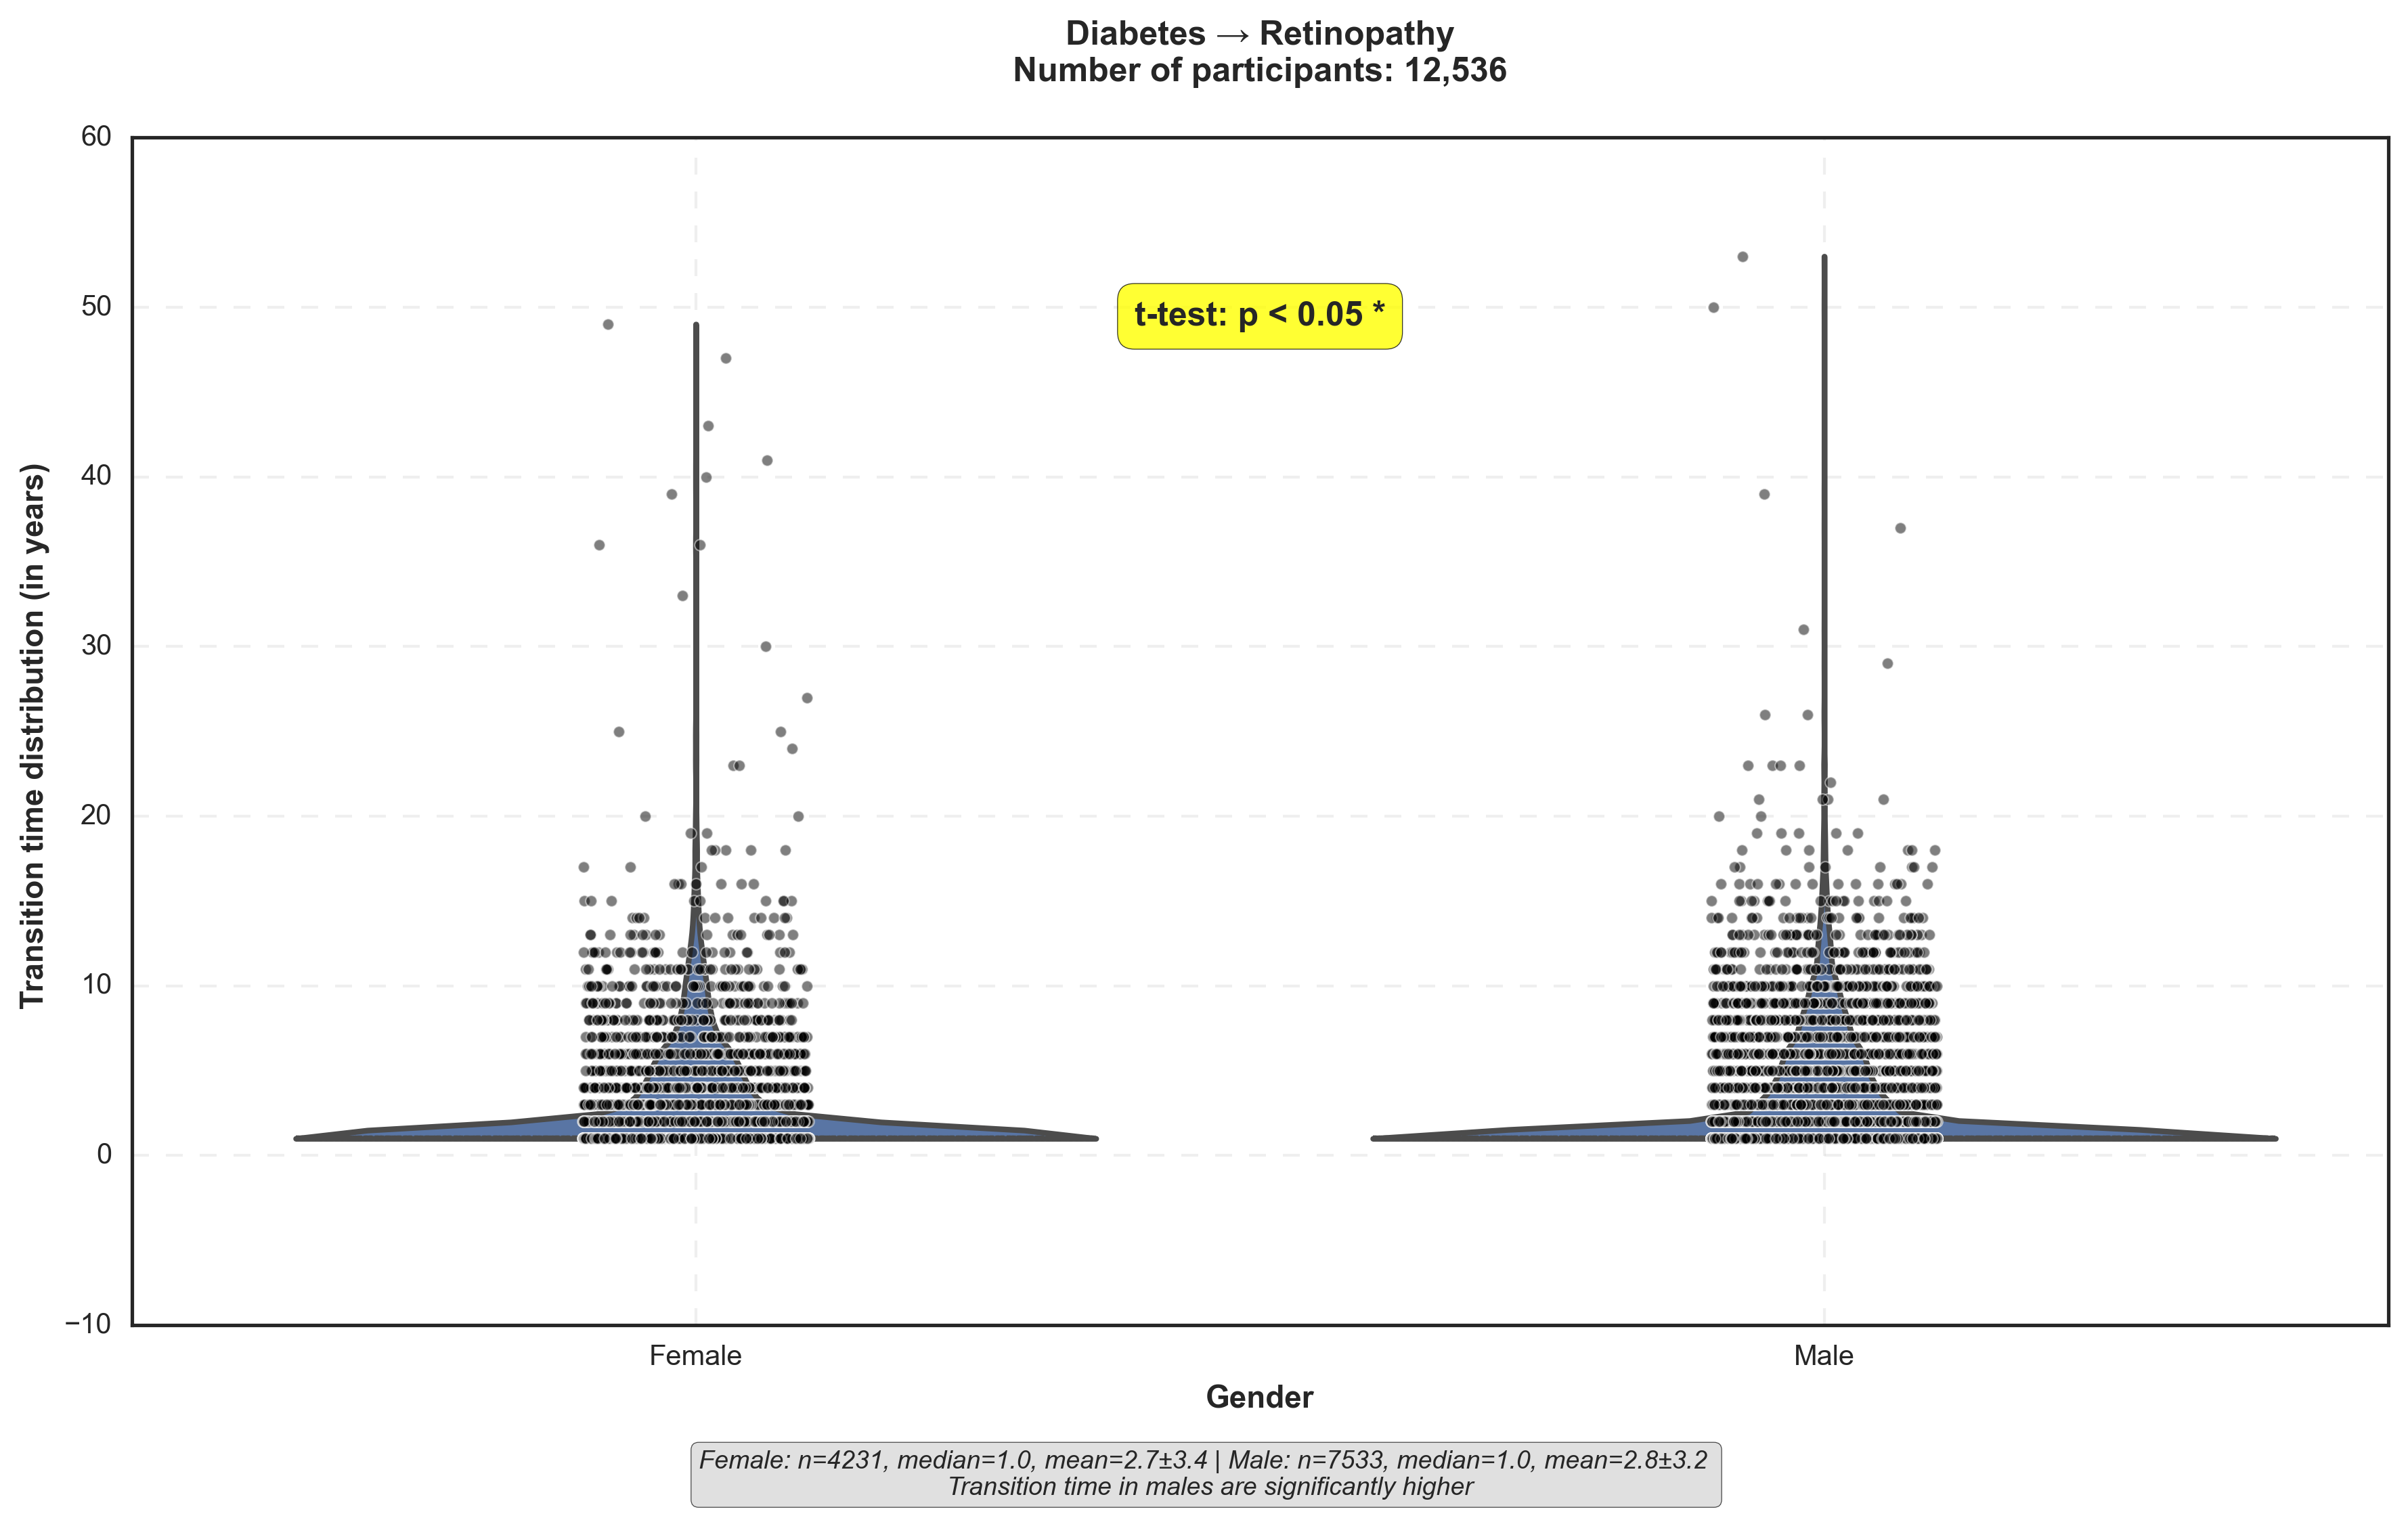 Diabetes → Retinopathy
Number of participants: 12,536
60
50
40
30
20
10
0
−10
Transition time distribution (in years)
t-test: p < 0.05 *
Female
Male
Gender
Female: n=4231, median=1.0, mean=2.7±3.4 | Male: n=7533, median=1.0, mean=2.8±3.2
Transition time in males are significantly higher